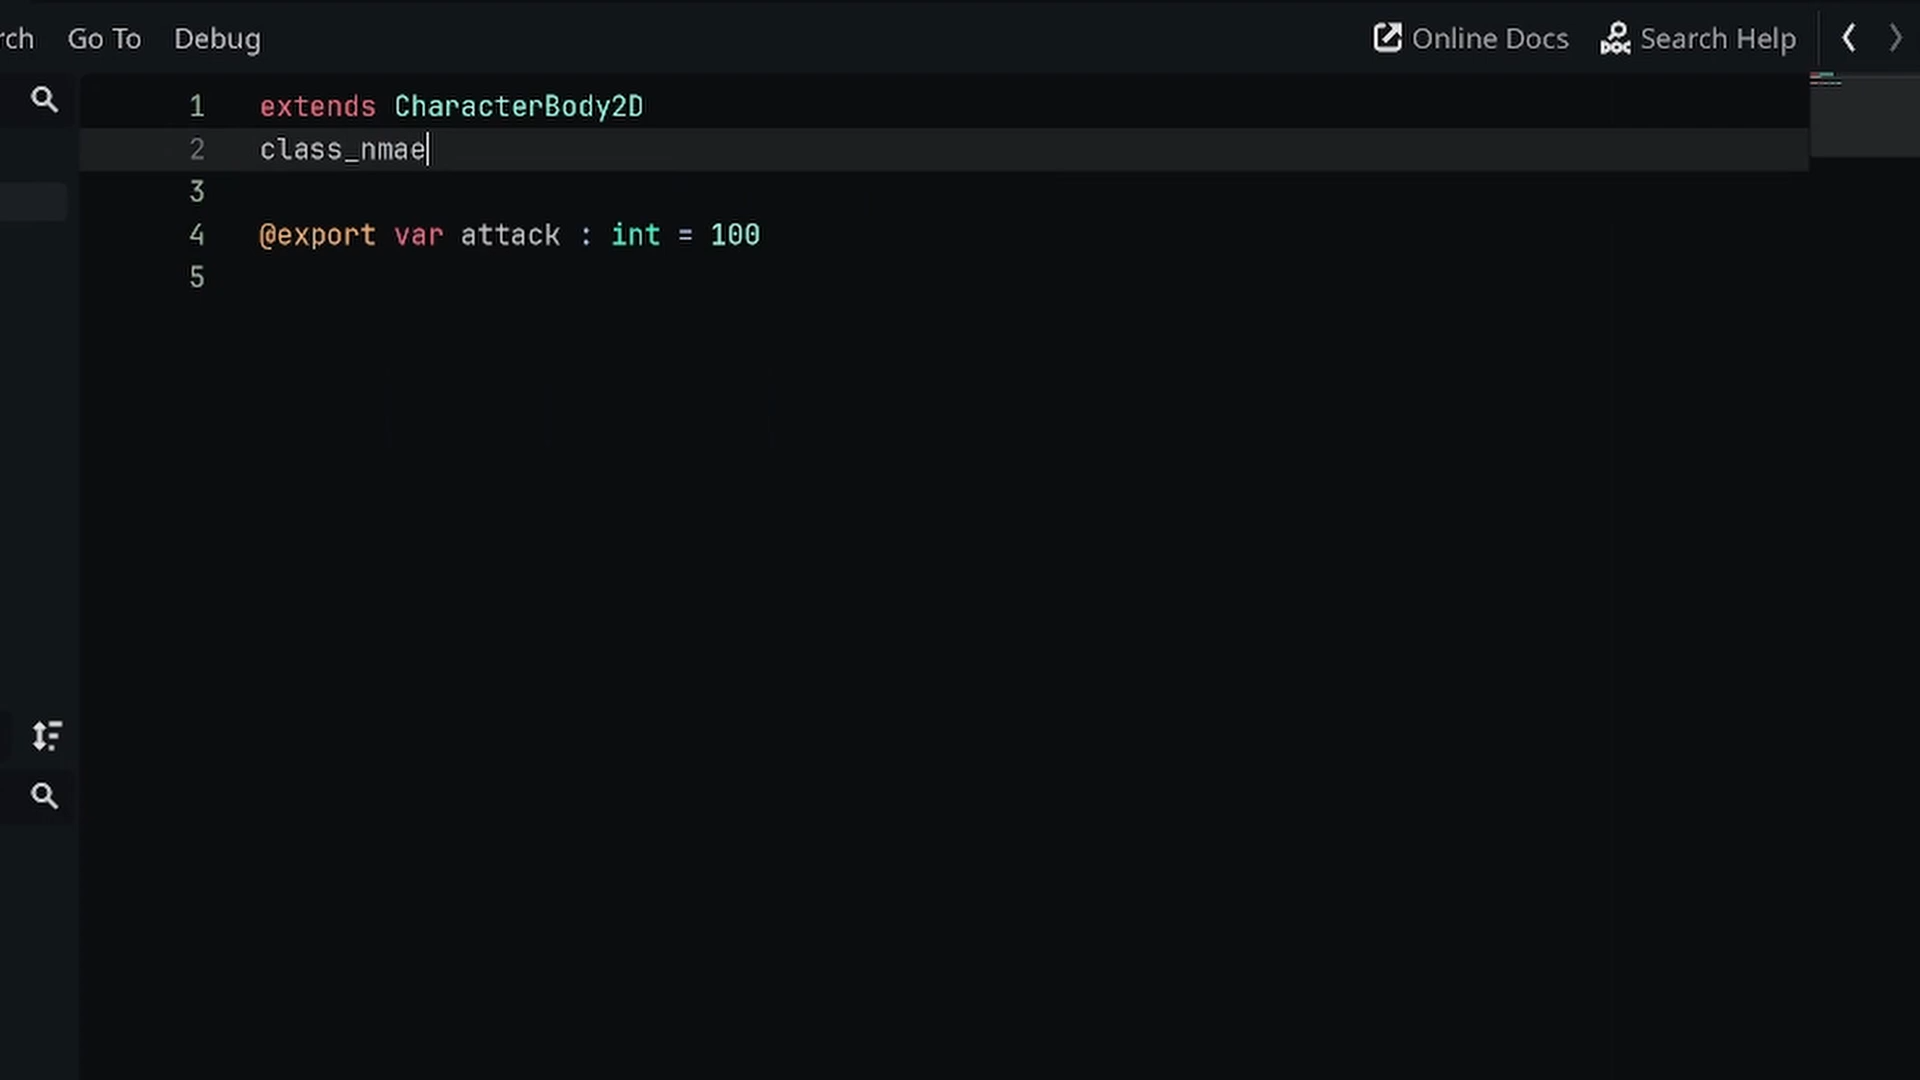 rch Go To Debug Online Docs Search Help
1 extends CharacterBody2D
2 class_nmae
3
4 @export var attack : int = 100
5